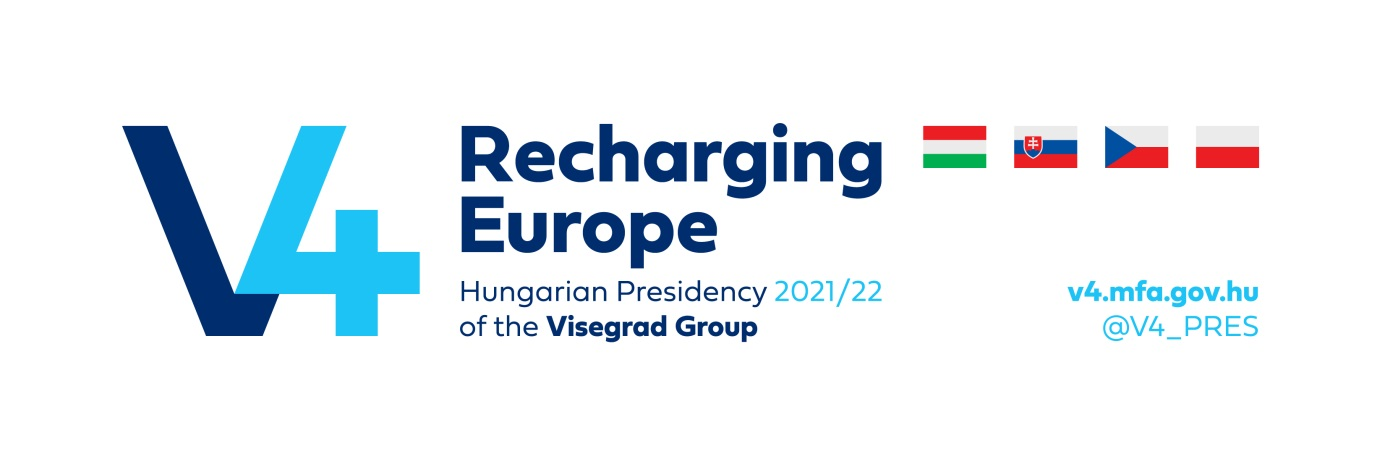 V4
Recharging
Europe
Hungarian Presidency 2021/22
of the Visegrad Group
v4.mfa.gov.hu
@V4_PRES